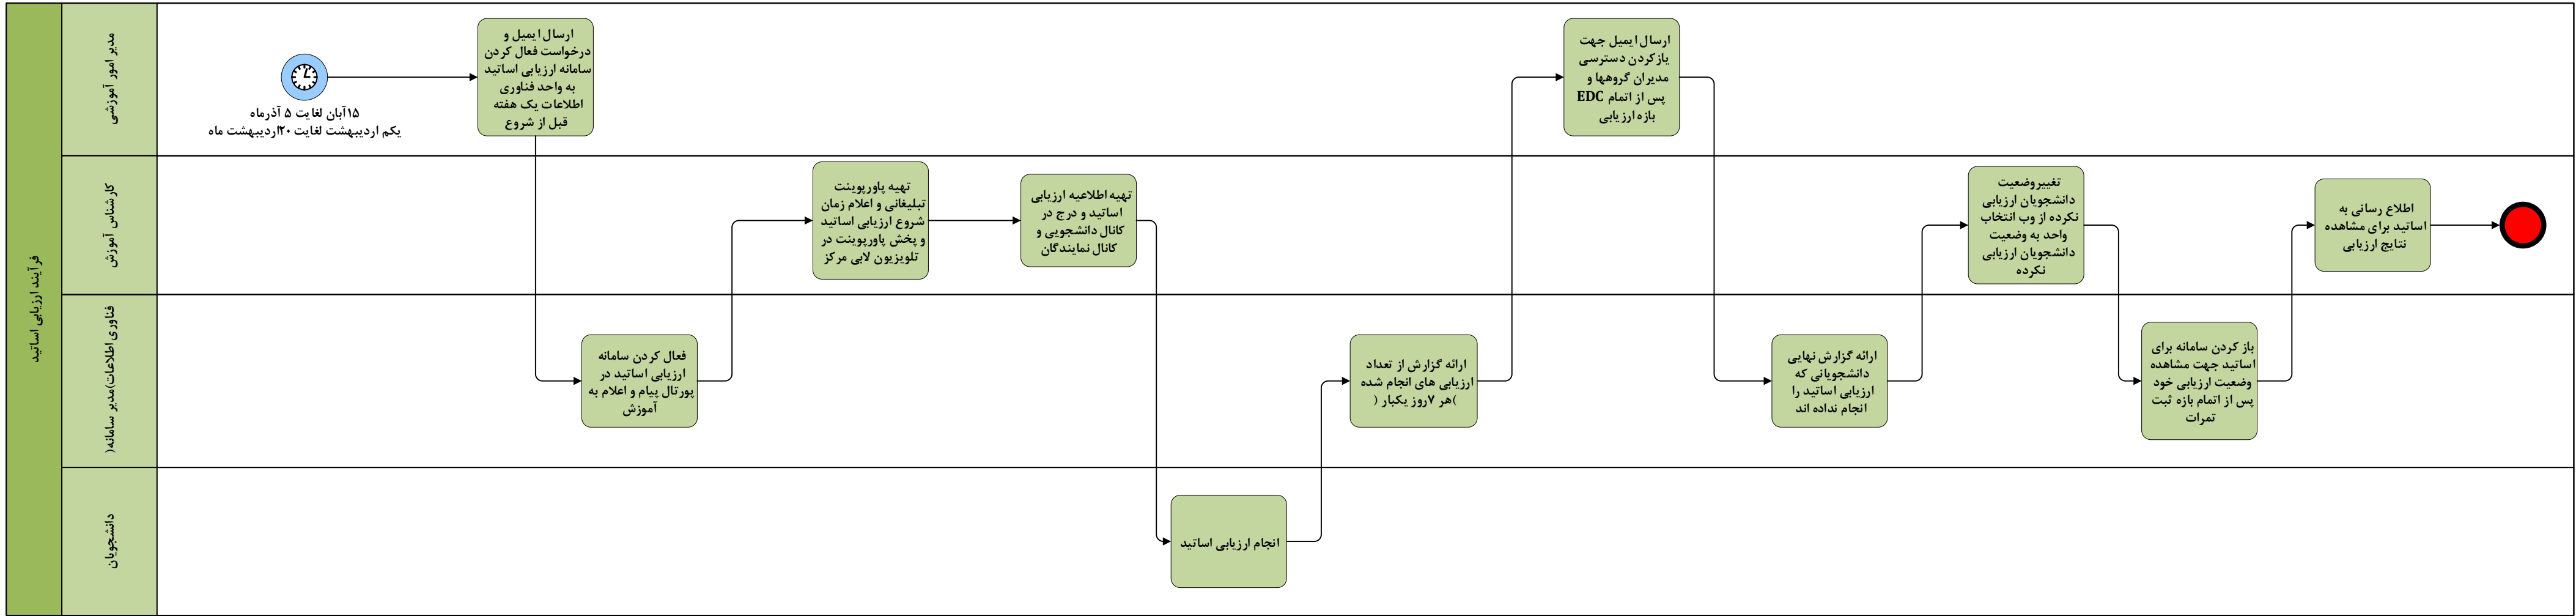 فرآیند ارزیابی اساتید
مدیر امور آموزشی
۱۵آبان لغایت ۵ آذرماه
یکم اردیبهشت لغایت ۲۰اردیبهشت ماه
ارسال ایمیل و
درخواست فعال کردن
سامانه ارزیابی اساتید
به واحد فناوری
اطلاعات یک هفته
قبل از شروع
ارسال ایمیل جهت
یازکردن دسترسی
مدیران گروهها و
EDC پس از اتمام
بازه ارزیابی
کارشناس آموزش
تهیه پاورپوینت
تبلیغاتی و اعلام زمان
شروع ارزیابی اساتید
و پخش پاورپوینت در
تلویزیون لابی مرکز
تهیه اطلاعیه ارزیابی
اساتید و درج در
کانال دانشجویی و
کانال نمایندگان
تغییروضعیت
دانشجویان ارزیابی
نکرده از وب انتخاب
واحد به وضعیت
دانشجویان ارزیابی
نکرده
اطلاع رسانی به
اساتید برای مشاهده
نتایج ارزیابی
فناوری اطلاعات)مدیر سامانه(
فعال کردن سامانه
ارزیابی اساتید در
پورتال پیام و اعلام به
آموزش
ارائه گزارش از تعداد
ارزیابی های انجام شده
)هر ۷روز یکبار (
ارائه گزارش نهایی
دانشجویانی که
ارزیابی اساتید را
انجام نداده اند
باز کردن سامانه برای
اساتید جهت مشاهده
وضعیت ارزیابی خود
پس از اتمام بازه ثبت
نمرات
دانشجویان
انجام ارزیابی اساتید